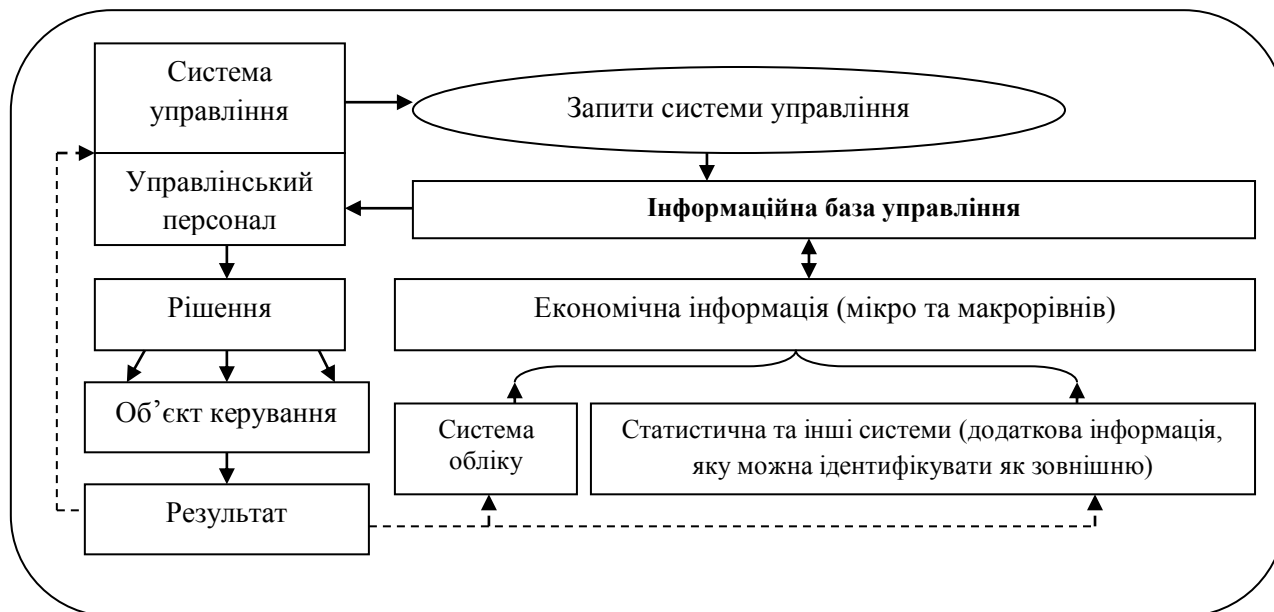 Система
управління
Запити системи управління
Управлінський
персонал
Інформаційна база управління
Рішення
Економічна інформація (мікро та макрорівнів)
Об’єкт керування
Система
обліку
Статистична та інші системи (додаткова інформація,
яку можна ідентифікувати як зовнішню)
Результат